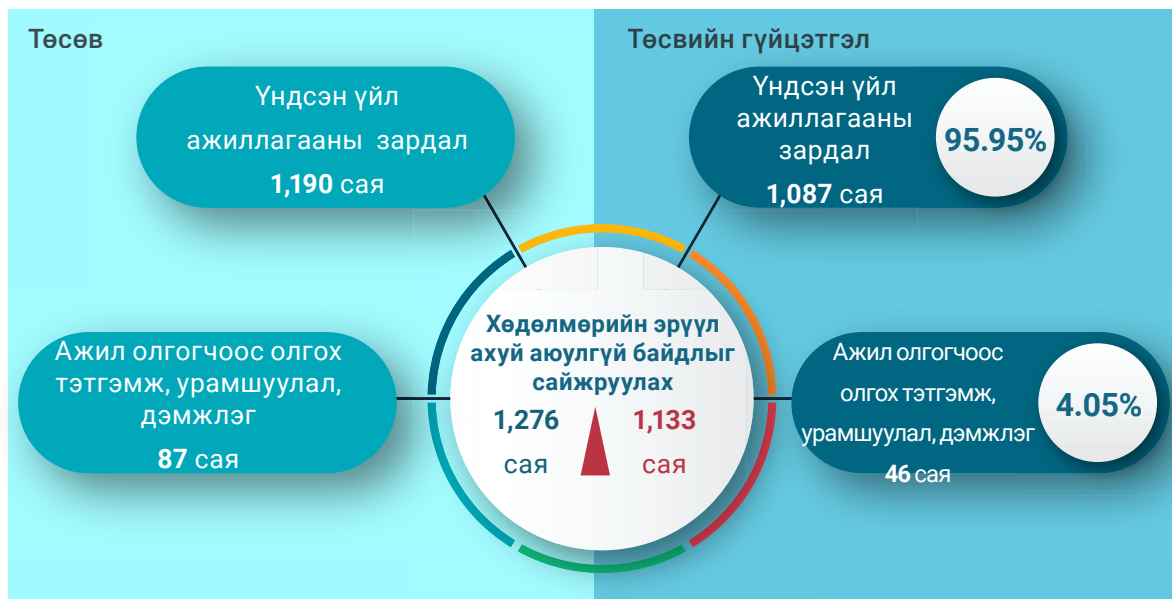 Төсөв
Үндсэн үйл
ажиллагааны зардал
1,190 сая
Ажил олгогчоос олгох
тэтгэмж, урамшуулал,
дэмжлэг
87 сая
Хөдөлмөрийн эрүүл
ахуй аюулгүй байдлыг
сайжруулах
1,276 1,133
сая сая
Төсвийн гүйцэтгэл
Үндсэн үйл
ажиллагааны
зардал
1,087 сая
95.95%
Ажил олгогчоос
олгох тэтгэмж,
урамшуулал, дэмжлэг
46 сая
4.05%